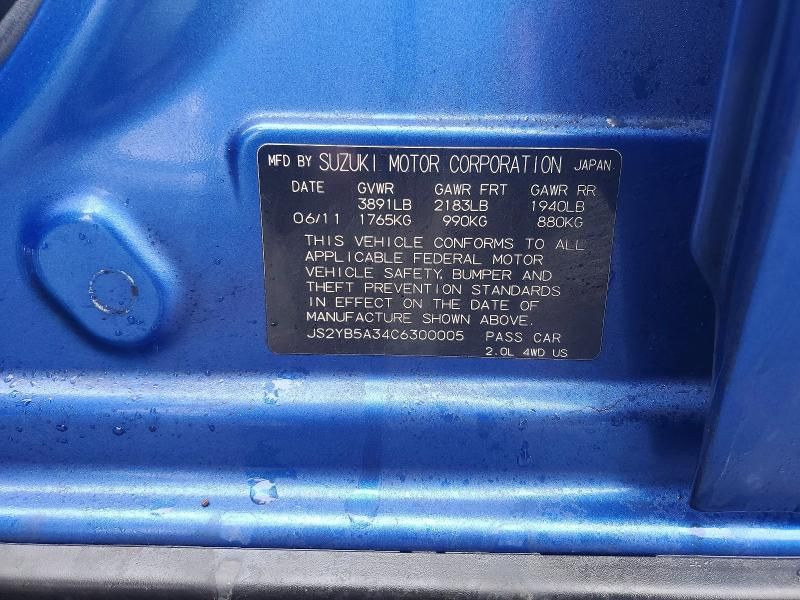 MFD BY SUZUKI MOTOR CORPORATION JAPAN
DATE GVWR GAWR FRT GAWR RR
3891LB 2183LB 1940LB
06/11 1765KG 990KG 880KG
THIS VEHICLE CONFORMS TO ALL
APPLICABLE FEDERAL MOTOR
VEHICLE SAFETY, BUMPER AND
THEFT PREVENTION STANDARDS
IN EFFECT ON THE DATE OF
MANUFACTURE SHOWN ABOVE.
JS2YB5A34C6300005 PASS CAR
2.0L 4WD US